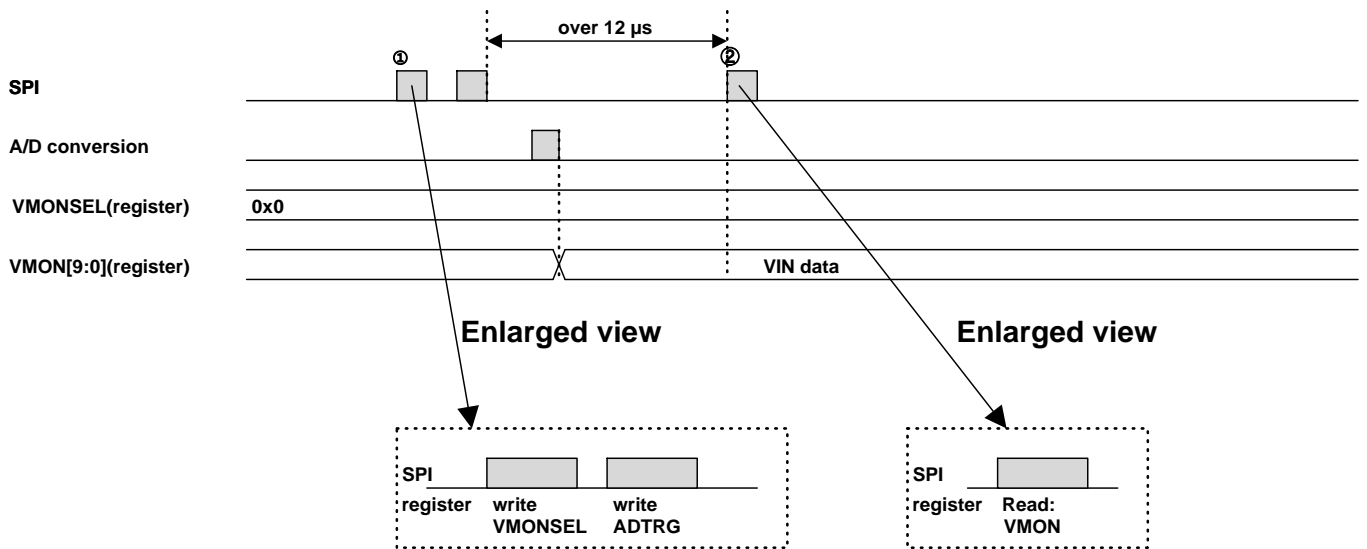 over 12 µs
① ②
SPI
A/D conversion
VMONSEL(register) 0x0
VMON[9:0](register) VIN data
Enlarged view Enlarged view
SPI
register write write
VMONSEL ADTRG
SPI
register Read:
VMON